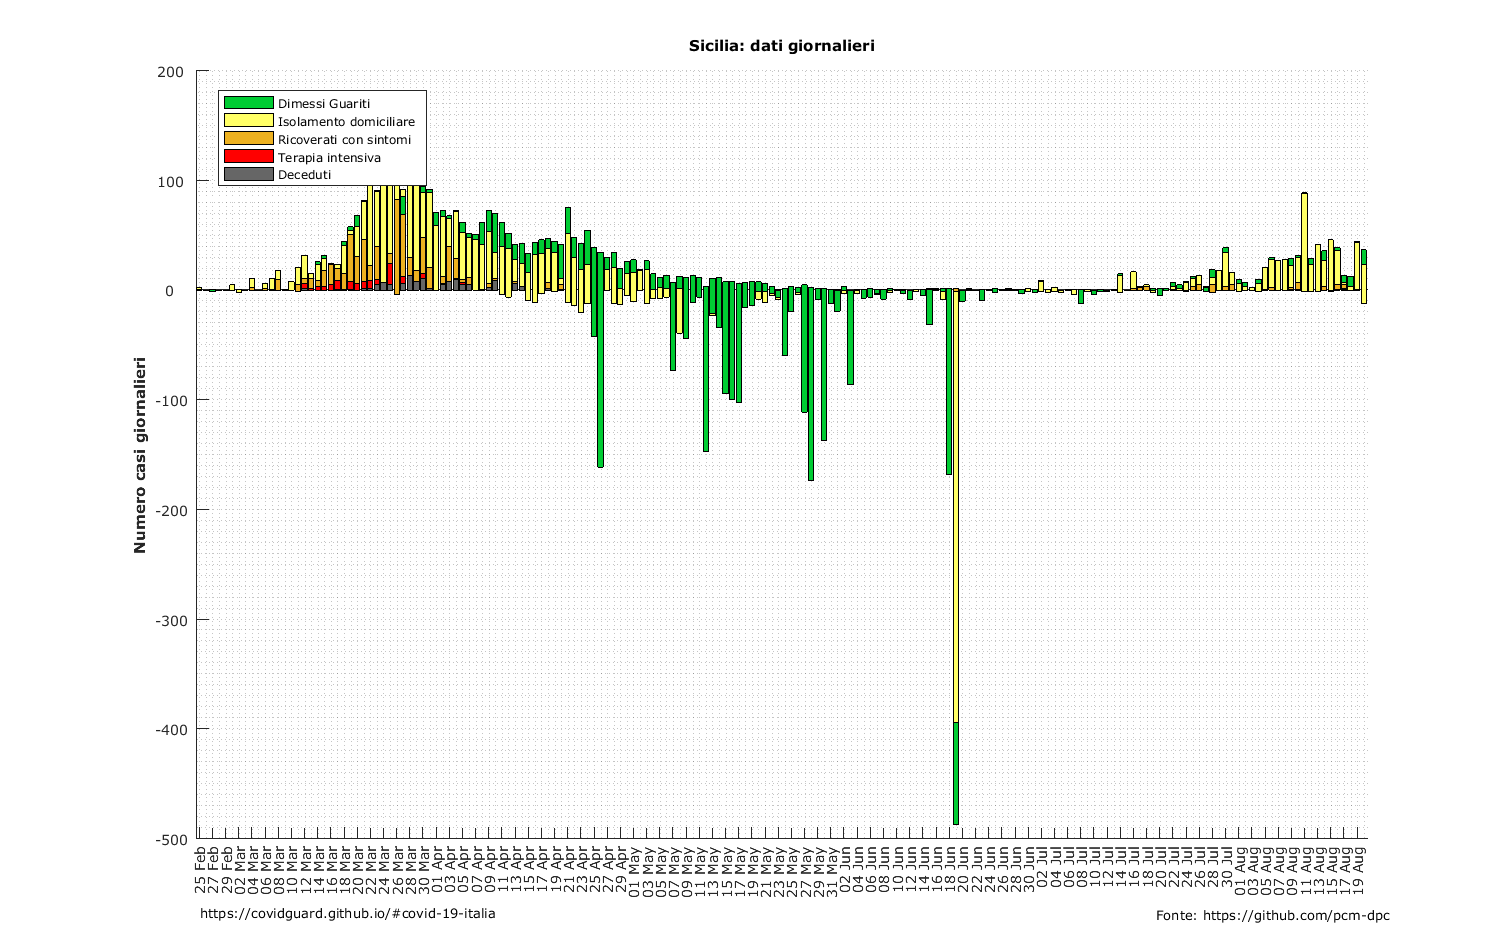 Sicilia: dati giornalieri
Numero casi giornalieri
200
100
0
-100
-200
-300
-400
-500
Dimessi Guariti
Isolamento domiciliare
Ricoverati con sintomi
Terapia intensiva
Deceduti
25 Feb
27 Feb
29 Feb
02 Mar
04 Mar
06 Mar
08 Mar
10 Mar
12 Mar
14 Mar
16 Mar
18 Mar
20 Mar
22 Mar
24 Mar
26 Mar
28 Mar
30 Mar
01 Apr
03 Apr
05 Apr
07 Apr
09 Apr
11 Apr
13 Apr
15 Apr
17 Apr
19 Apr
21 Apr
23 Apr
25 Apr
27 Apr
29 Apr
01 May
03 May
05 May
07 May
09 May
11 May
13 May
15 May
17 May
19 May
21 May
23 May
25 May
27 May
29 May
31 May
02 Jun
04 Jun
06 Jun
08 Jun
10 Jun
12 Jun
14 Jun
16 Jun
18 Jun
20 Jun
22 Jun
24 Jun
26 Jun
28 Jun
30 Jun
02 Jul
04 Jul
06 Jul
08 Jul
10 Jul
12 Jul
14 Jul
16 Jul
18 Jul
20 Jul
22 Jul
24 Jul
26 Jul
28 Jul
30 Jul
01 Aug
03 Aug
05 Aug
07 Aug
09 Aug
11 Aug
13 Aug
15 Aug
17 Aug
19 Aug
https://covidguard.github.io/#covid-19-italia
Fonte: https://github.com/pcm-dpc